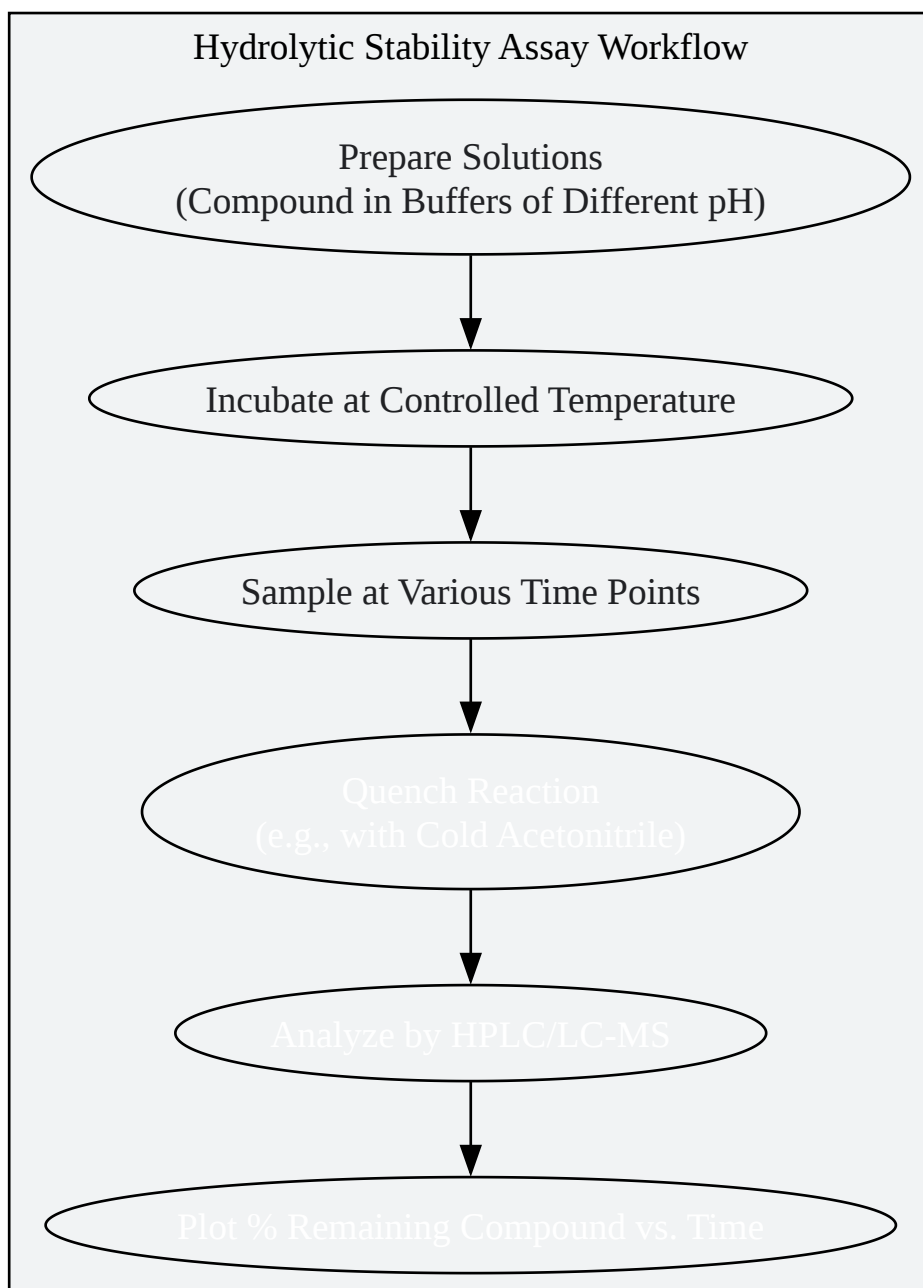 Hydrolytic Stability Assay Workflow
Prepare Solutions
(Compound in Buffers of Different pH)
Incubate at Controlled Temperature
Sample at Various Time Points
Quench Reaction
(e.g., with Cold Acetonitrile)
Analyze by HPLC/LC-MS
Plot % Remaining Compound vs. Time